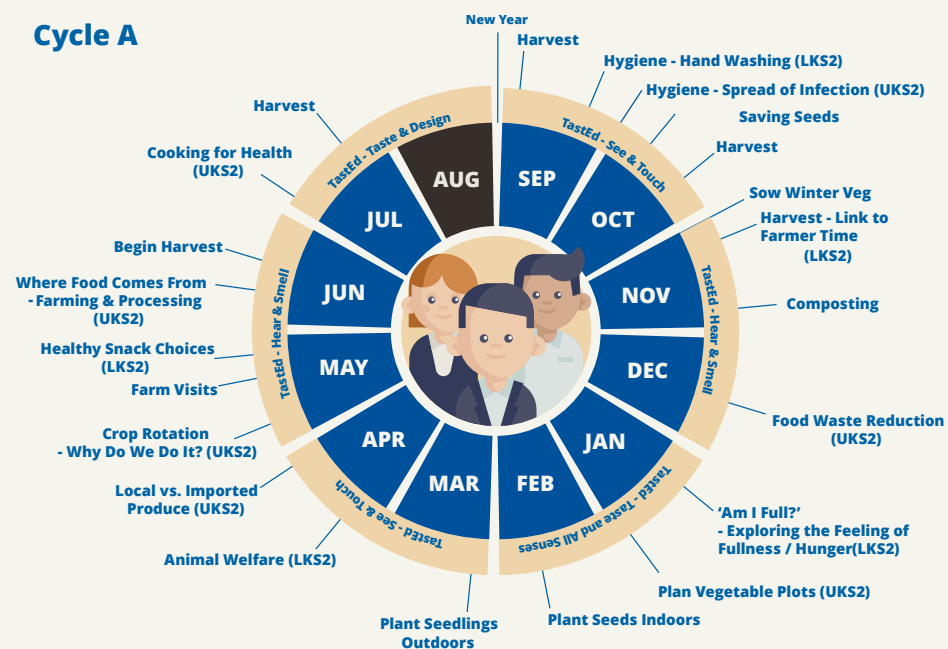 Cycle A
New Year
Harvest
Hygiene - Hand Washing (LKS2)
Hygiene - Spread of Infection (UKS2)
Saving Seeds
Harvest
Sow Winter Veg
Harvest - Link to
Farmer Time
(LKS2)
Composting
Food Waste Reduction
(UKS2)
‘Am I Full?’
- Exploring the Feeling of
Fullness / Hunger(LKS2)
Plan Vegetable Plots (UKS2)
Plant Seeds Indoors
Plant Seedlings
Outdoors
Animal Welfare (LKS2)
Local vs. Imported
Produce (UKS2)
Crop Rotation
- Why Do We Do It? (UKS2)
Farm Visits
Healthy Snack Choices
(LKS2)
Where Food Comes From
- Farming & Processing
(UKS2)
Begin Harvest
Cooking for Health
(UKS2)
Harvest
TastEd - See & Touch
TastEd - Hear & Smell
TastEd - Taste and All Senses
TastEd - See & Touch
TastEd - Hear & Smell
TastEd - Taste & Design
SEP
OCT
NOV
DEC
JAN
FEB
MAR
APR
MAY
JUN
JUL
AUG